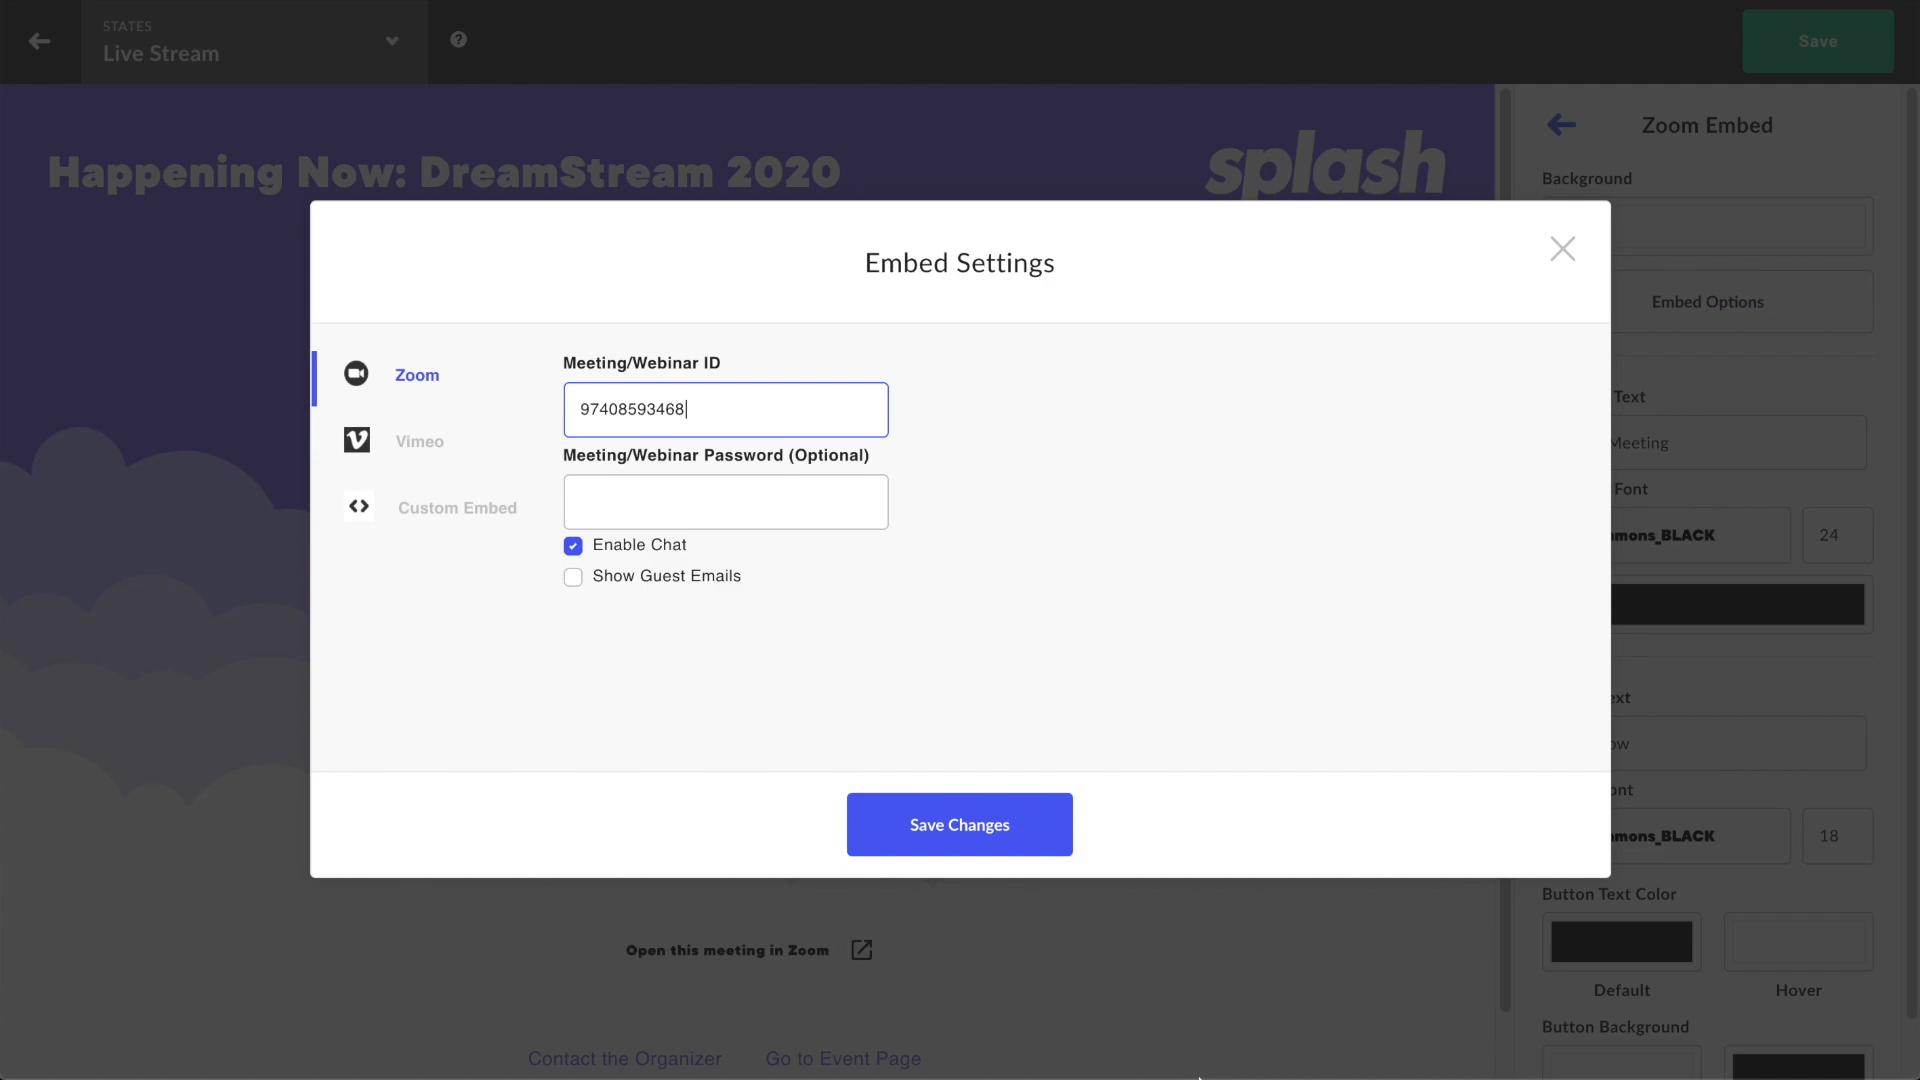 STATES
Live Stream
Save
Happening Now: DreamStream 2020
splash
Zoom Embed
Background
Embed Options
Embed Settings
Zoom
Vimeo
Custom Embed
Meeting/Webinar ID
97408593468
Meeting/Webinar Password (Optional)
Enable Chat
Show Guest Emails
Save Changes
Text
Meeting
Font
24
18
Button Text Color
Default
Hover
Button Background
Open this meeting in Zoom
Contact the Organizer
Go to Event Page